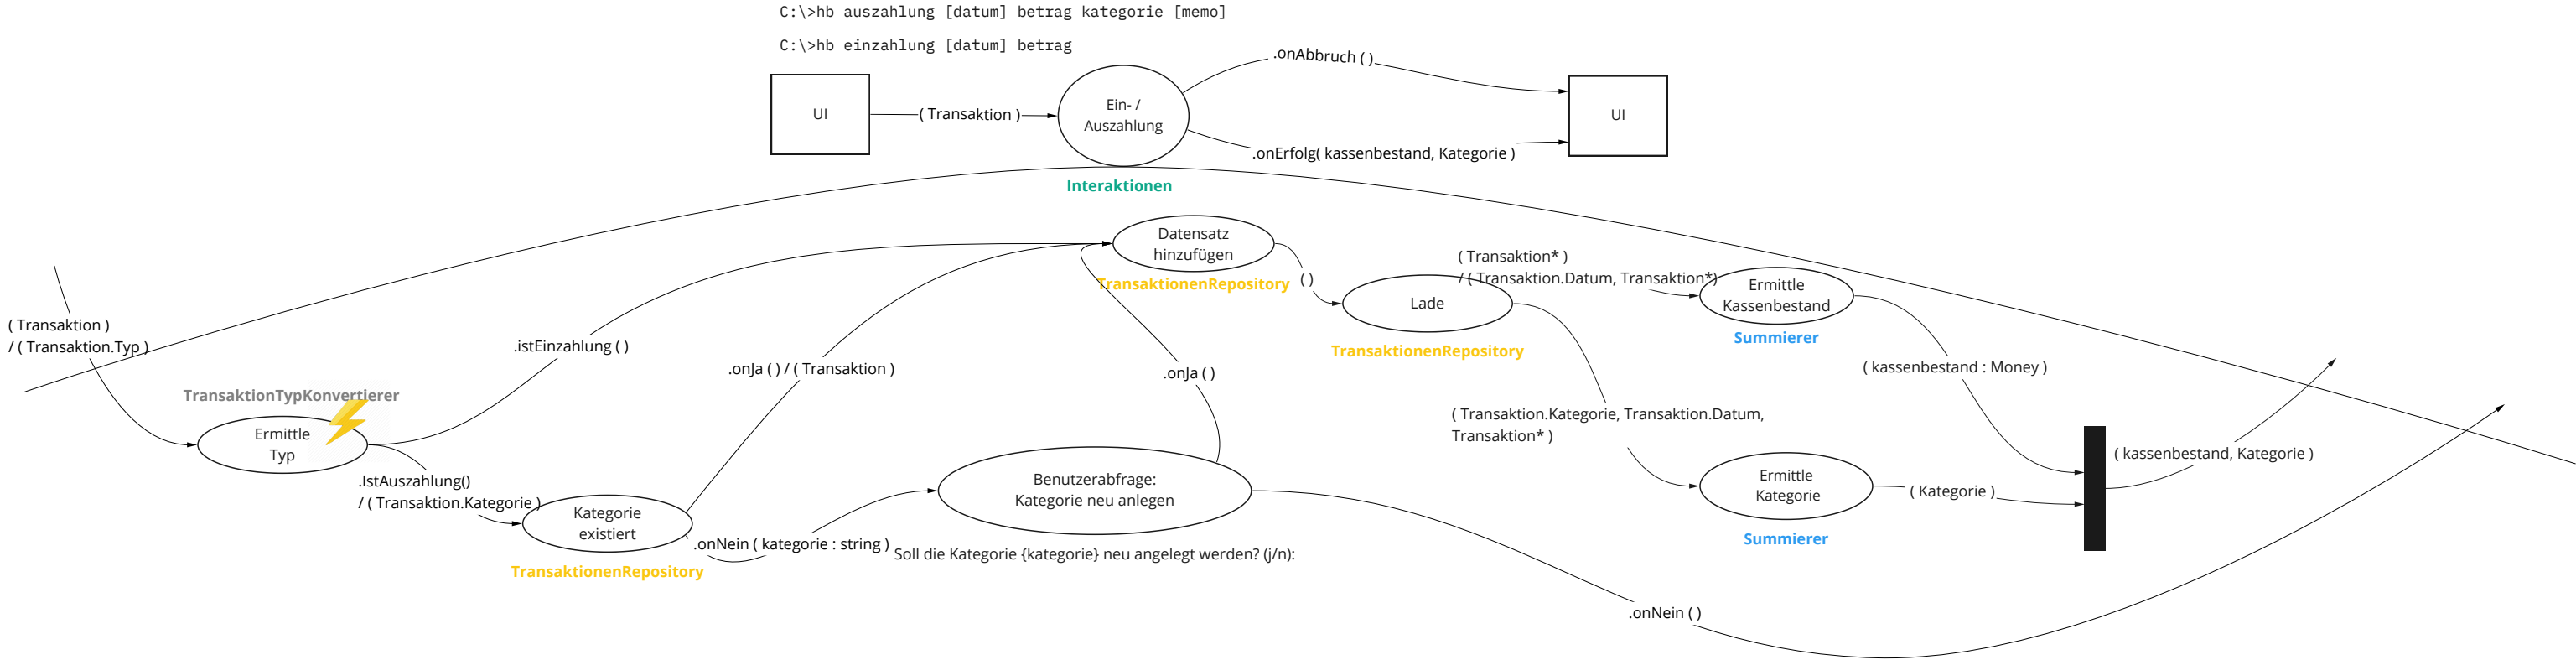 C:\>hb auszahlung [datum] betrag kategorie [memo]
C:\>hb einzahlung [datum] betrag
UI
( Transaktion )
Ein- /
Auszahlung
.onAbbruch ( )
.onErfolg( kassenbestand, Kategorie )
UI
Interaktionen
( Transaktion )
/ ( Transaktion.Typ )
TransaktionTypKonvertierer
Ermittle
Typ
.istEinzahlung ( )
.IstAuszahlung()
/ ( Transaktion.Kategorie )
Kategorie
existiert
TransaktionenRepository
.onJa ( ) / ( Transaktion )
.onNein ( kategorie : string )
Benutzerabfrage:
Kategorie neu anlegen
Soll die Kategorie {kategorie} neu angelegt werden? (j/n):
.onJa ( )
.onNein ( )
Datensatz
hinzufügen
TransaktionenRepository
( )
Lade
TransaktionenRepository
( Transaktion* )
/ ( Transaktion.Datum, Transaktion*)
Ermittle
Kassenbestand
Summierer
( kassenbestand : Money )
( Transaktion.Kategorie, Transaktion.Datum,
Transaktion* )
Ermittle
Kategorie
Summierer
( Kategorie )
( kassenbestand, Kategorie )